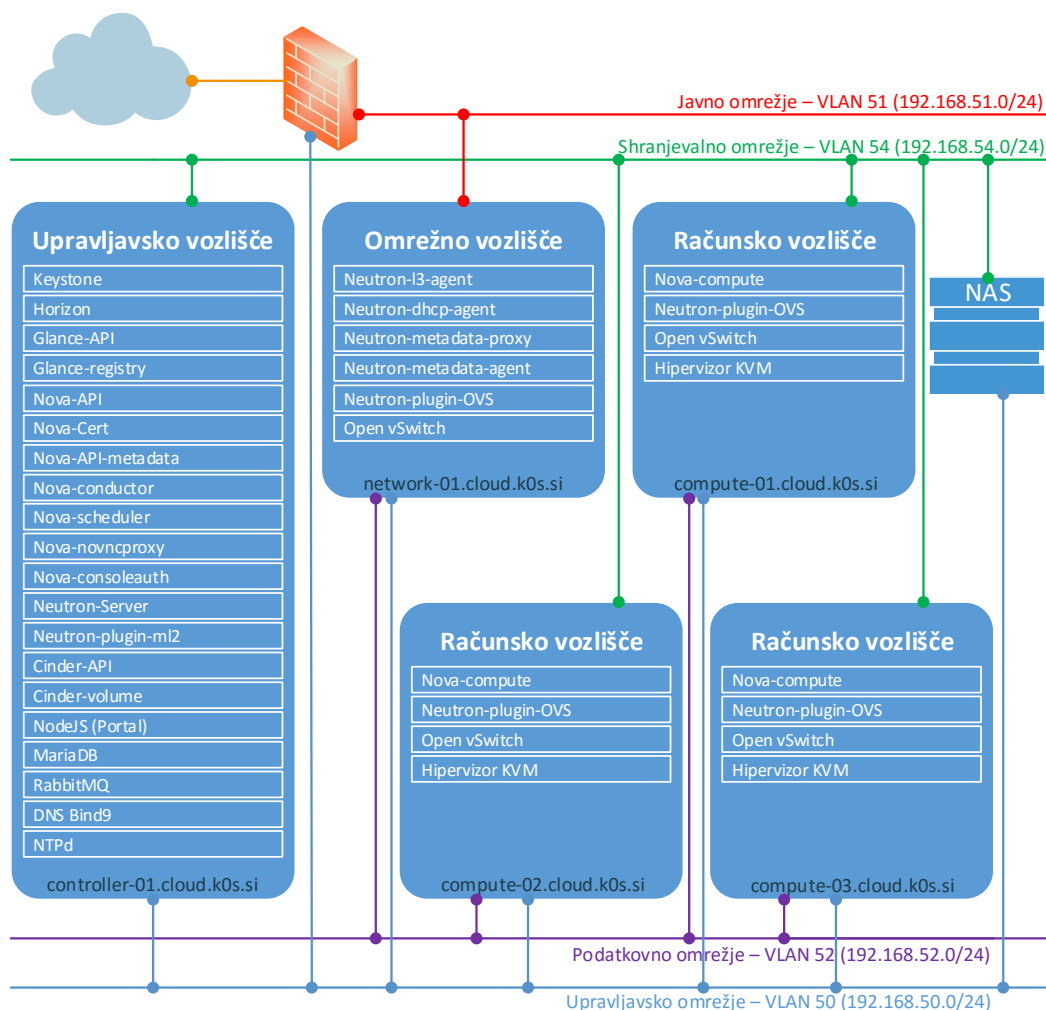 Javno omrežje – VLAN 51 (192.168.51.0/24)
Shranjevalno omrežje – VLAN 54 (192.168.54.0/24)
Upravljavsko vozlišče
Keystone
Horizon
Glance-API
Glance-registry
Nova-API
Nova-Cert
Nova-API-metadata
Nova-conductor
Nova-scheduler
Nova-novncproxy
Nova-consoleauth
Neutron-Server
Neutron-plugin-ml2
Cinder-API
Cinder-volume
NodeJS (Portal)
MariaDB
RabbitMQ
DNS Bind9
NTPd
controller-01.cloud.k0s.si
Omrežno vozlišče
Neutron-l3-agent
Neutron-dhcp-agent
Neutron-metadata-proxy
Neutron-metadata-agent
Neutron-plugin-OVS
Open vSwitch
network-01.cloud.k0s.si
Računsko vozlišče
Nova-compute
Neutron-plugin-OVS
Open vSwitch
Hipervizor KVM
compute-01.cloud.k0s.si
NAS
Računsko vozlišče
Nova-compute
Neutron-plugin-OVS
Open vSwitch
Hipervizor KVM
compute-02.cloud.k0s.si
Računsko vozlišče
Nova-compute
Neutron-plugin-OVS
Open vSwitch
Hipervizor KVM
compute-03.cloud.k0s.si
Podatkovno omrežje – VLAN 52 (192.168.52.0/24)
Upravljavsko omrežje – VLAN 50 (192.168.50.0/24)